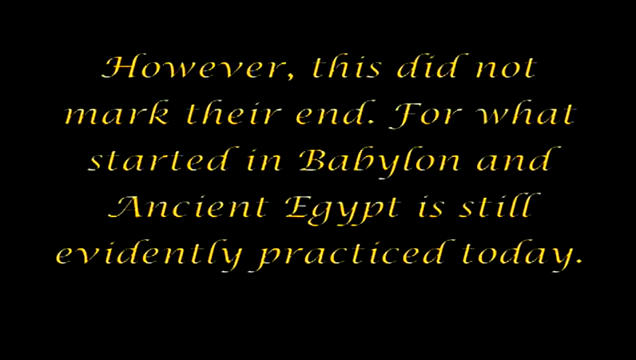 However, this did not
mark their end. For what
started in Babylon and
Ancient Egypt is still
evidently practiced today.